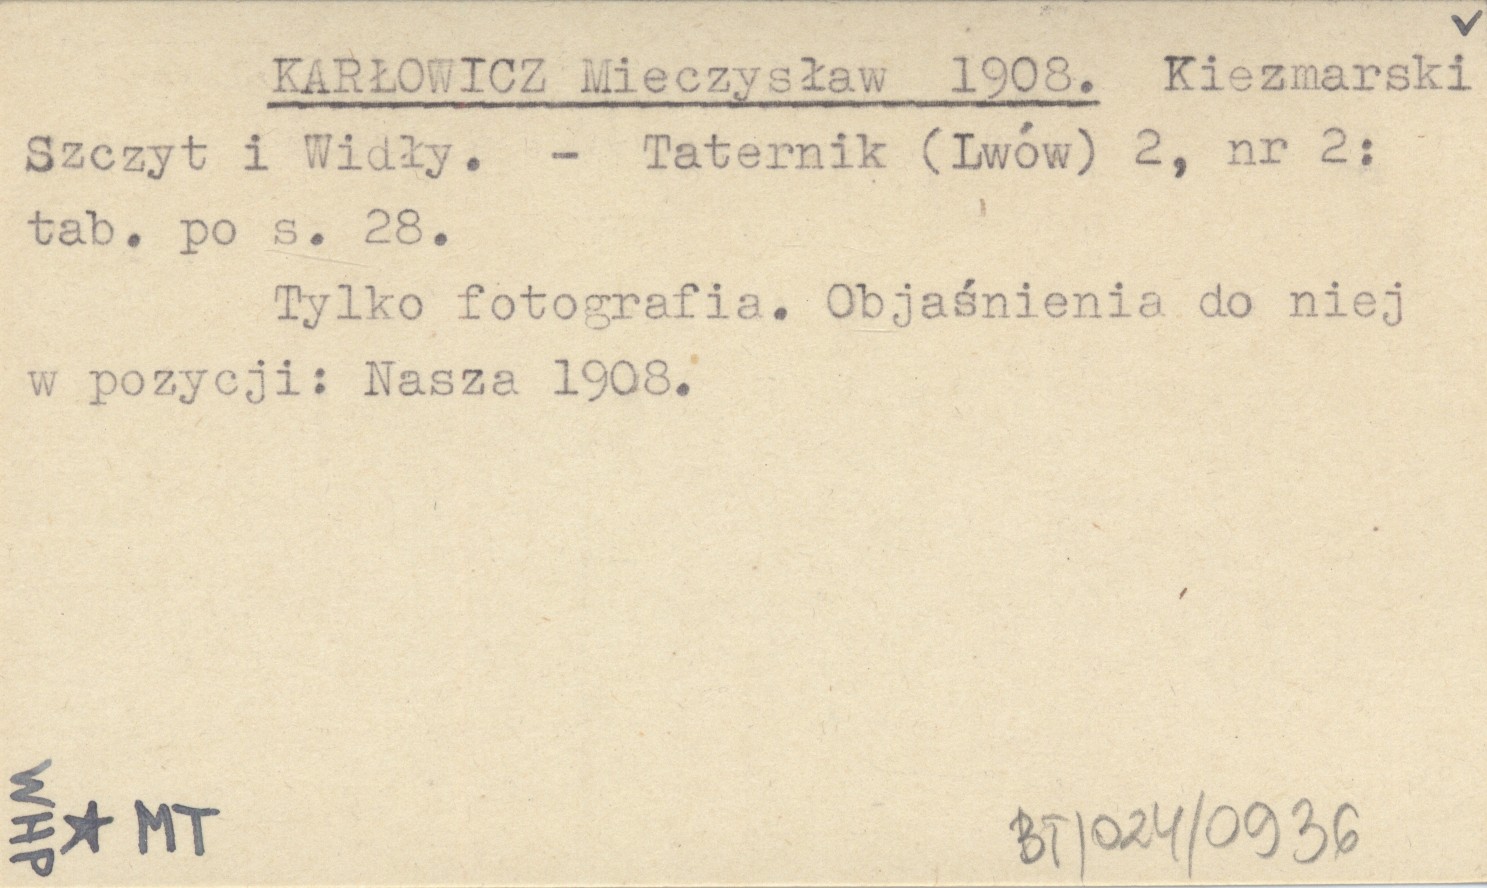 ✓
KARŁOWICZ Mieczysław 1908. Kiezmarski
Szczyt i Widły. - Taternik (Lwów) 2, nr 2:
tab. po s. 28.
Tylko fotografia. Objaśnienia do niej
w pozycji: Nasza 1908.
WHP ★ MT
BT/024/0936